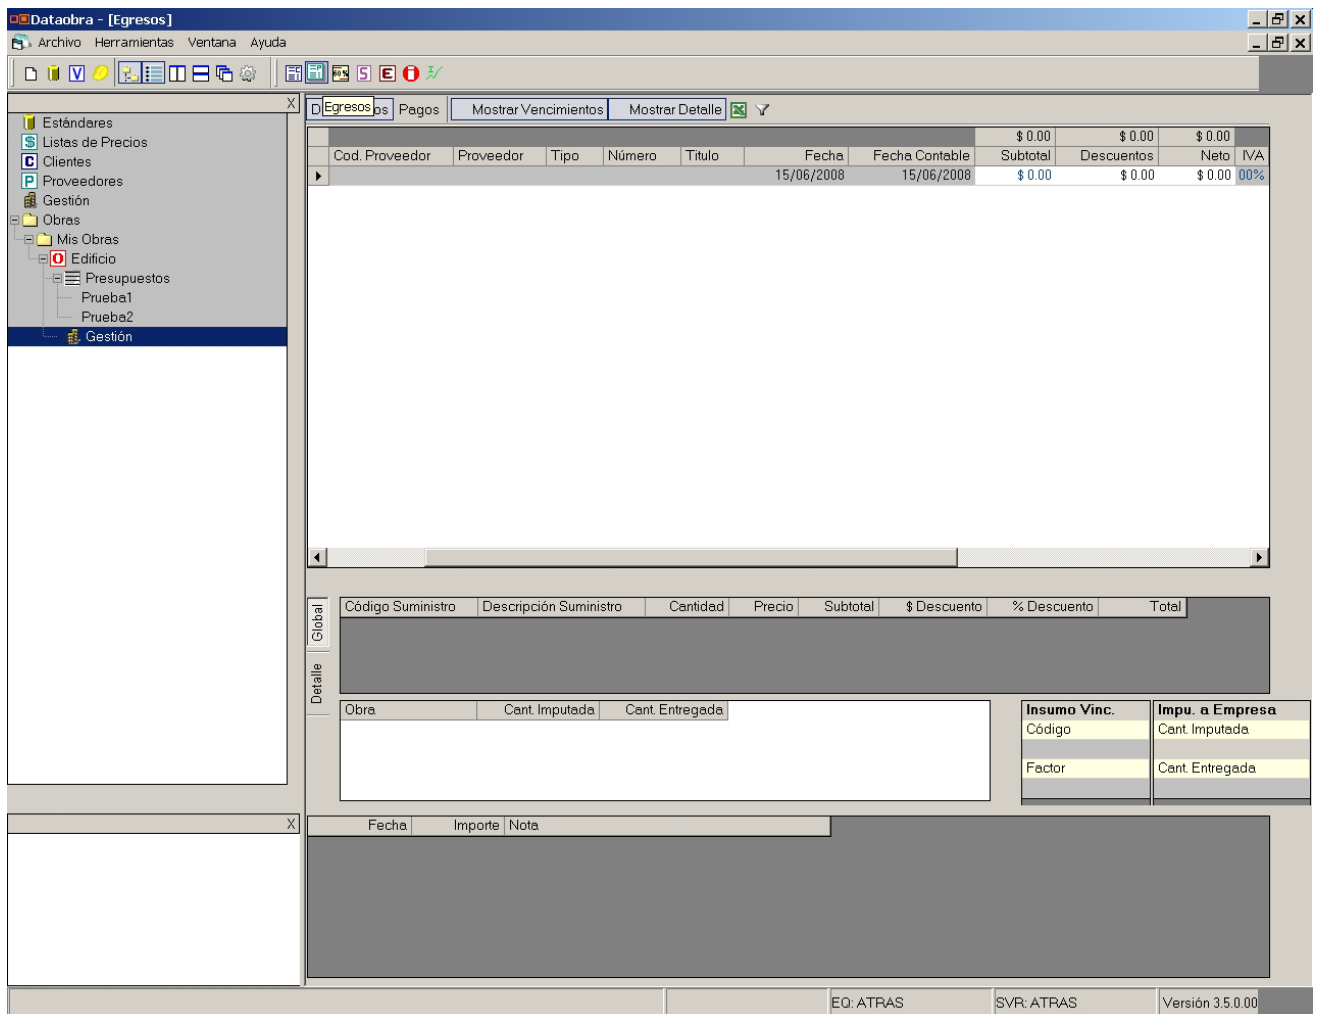 Dataobra - [Egresos]
Archivo Herramientas Ventana Ayuda
V 60% S E
X
Estándares
S Listas de Precios
C Clientes
P Proveedores
Gestión
Obras
Mis Obras
O Edificio
Presupuestos
Prueba1
Prueba2
Gestión
D Egresos os Pagos Mostrar Vencimientos Mostrar Detalle
$ 0.00 $ 0.00 $ 0.00
Cod. Proveedor Proveedor Tipo Número Titulo Fecha Fecha Contable Subtotal Descuentos Neto IVA
15/06/2008 15/06/2008 $ 0.00 $ 0.00 $ 0.00 00%
Global
Detalle
Código Suministro Descripción Suministro Cantidad Precio Subtotal $ Descuento % Descuento Total
Obra Cant. Imputada Cant. Entregada
Insumo Vinc.
Código
Factor
Impu. a Empresa
Cant. Imputada
Cant. Entregada
X
Fecha Importe Nota
EQ: ATRAS SVR: ATRAS Versión 3.5.0.00